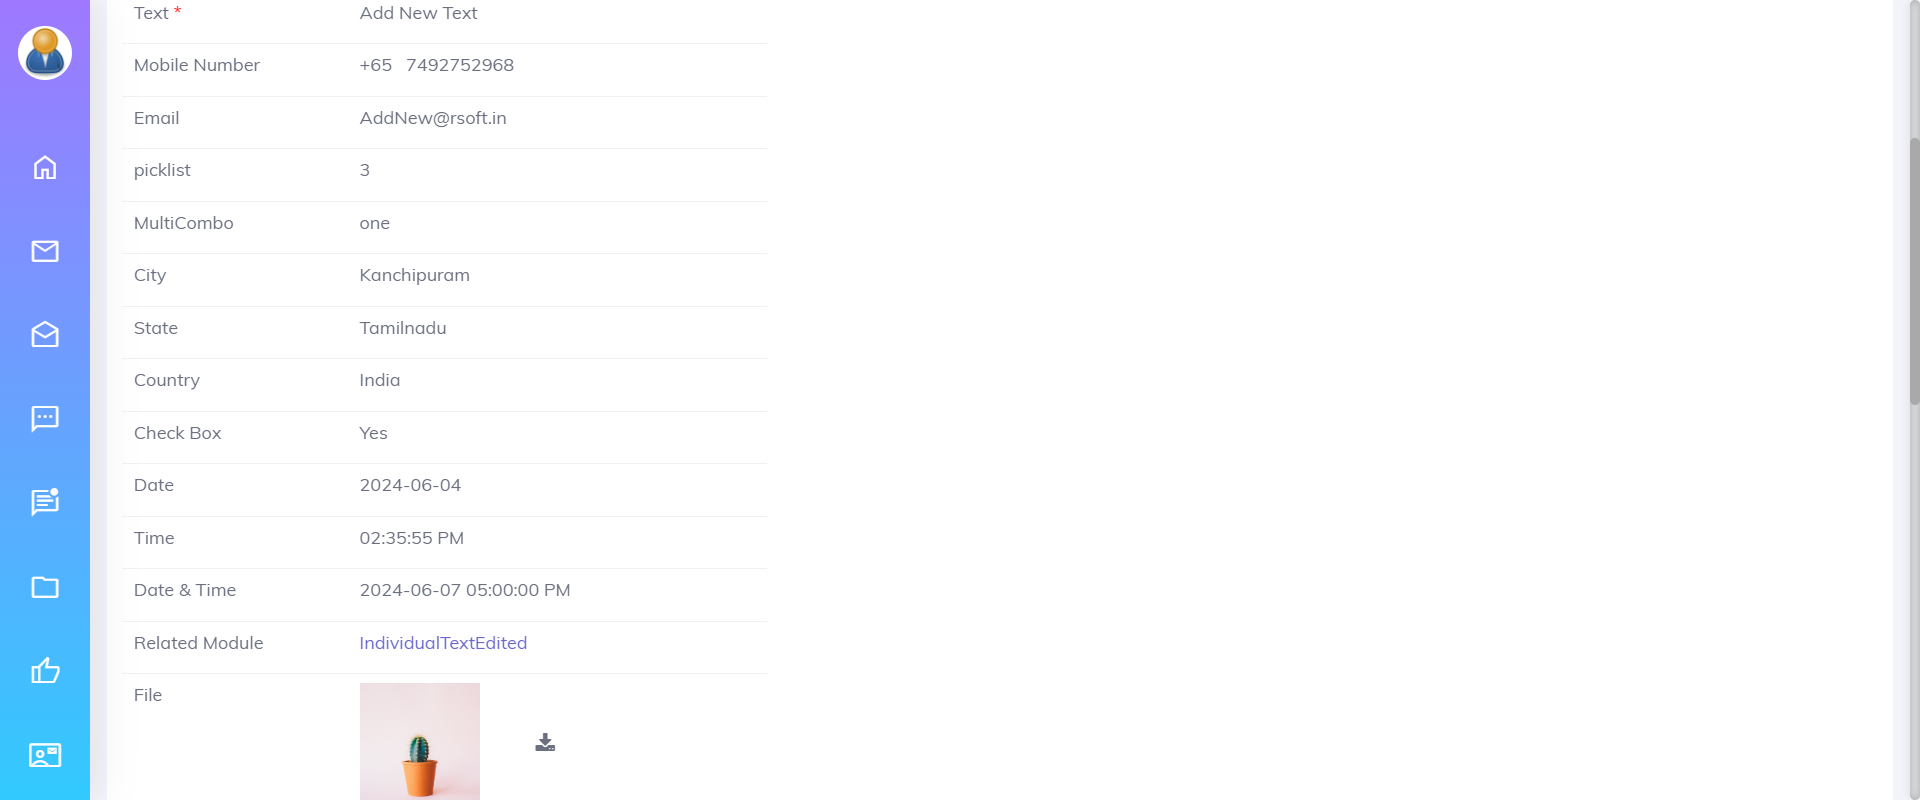 Text * Add New Text
Mobile Number +65 7492752968
Email AddNew@rsoft.in
picklist 3
MultiCombo one
City Kanchipuram
State Tamilnadu
Country India
Check Box Yes
Date 2024-06-04
Time 02:35:55 PM
Date & Time 2024-06-07 05:00:00 PM
Related Module IndividualTextEdited
File